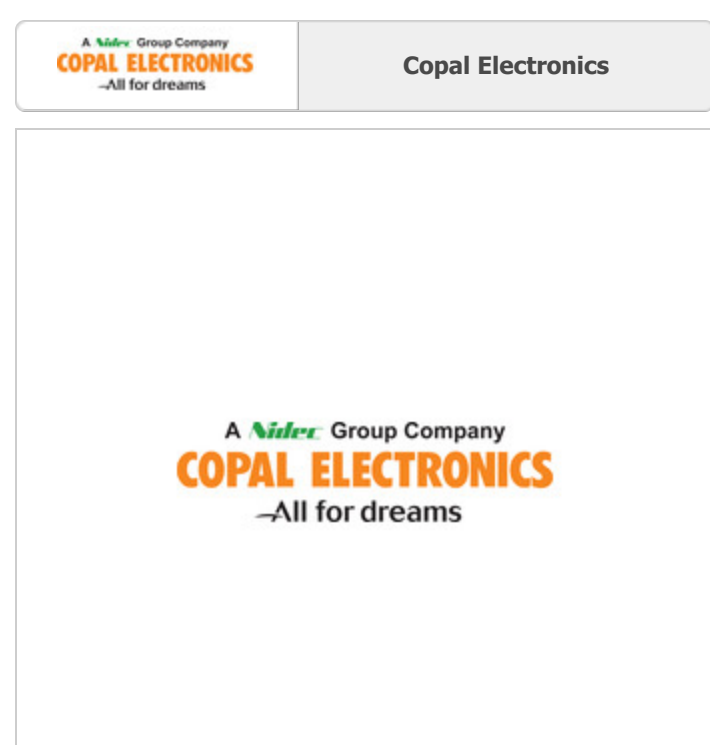 A Nidec Group Company
COPAL ELECTRONICS
All for dreams
Copal Electronics
A Nidec Group Company
COPAL ELECTRONICS
All for dreams